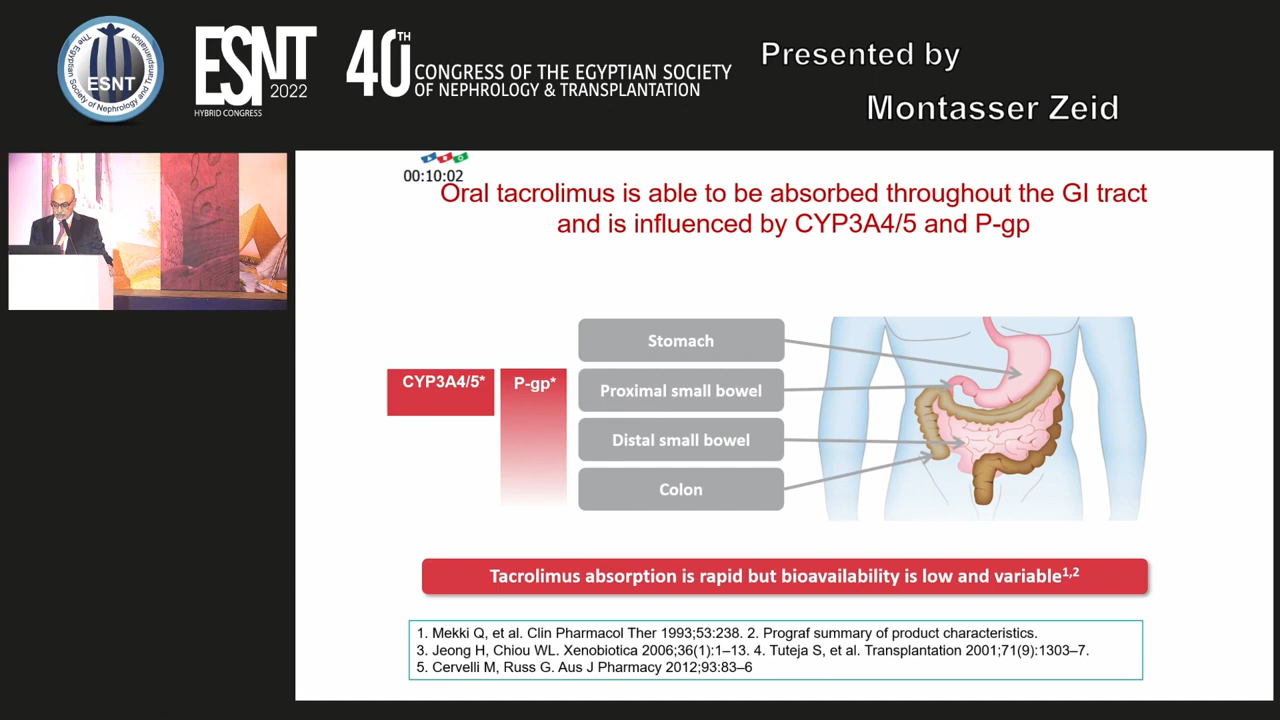 The Egyptian Society of Nephrology and Transplantation
ESNT
ESNT
2022
HYBRID CONGRESS
40TH
CONGRESS OF THE EGYPTIAN SOCIETY
OF NEPHROLOGY & TRANSPLANTATION
Presented by
Montasser Zeid
00:10:02
Oral tacrolimus is able to be absorbed throughout the GI tract
and is influenced by CYP3A4/5 and P-gp
CYP3A4/5*
P-gp*
Stomach
Proximal small bowel
Distal small bowel
Colon
Tacrolimus absorption is rapid but bioavailability is low and variable1,2
1. Mekki Q, et al. Clin Pharmacol Ther 1993;53:238. 2. Prograf summary of product characteristics.
3. Jeong H, Chiou WL. Xenobiotica 2006;36(1):1–13. 4. Tuteja S, et al. Transplantation 2001;71(9):1303–7.
5. Cervelli M, Russ G. Aus J Pharmacy 2012;93:83–6